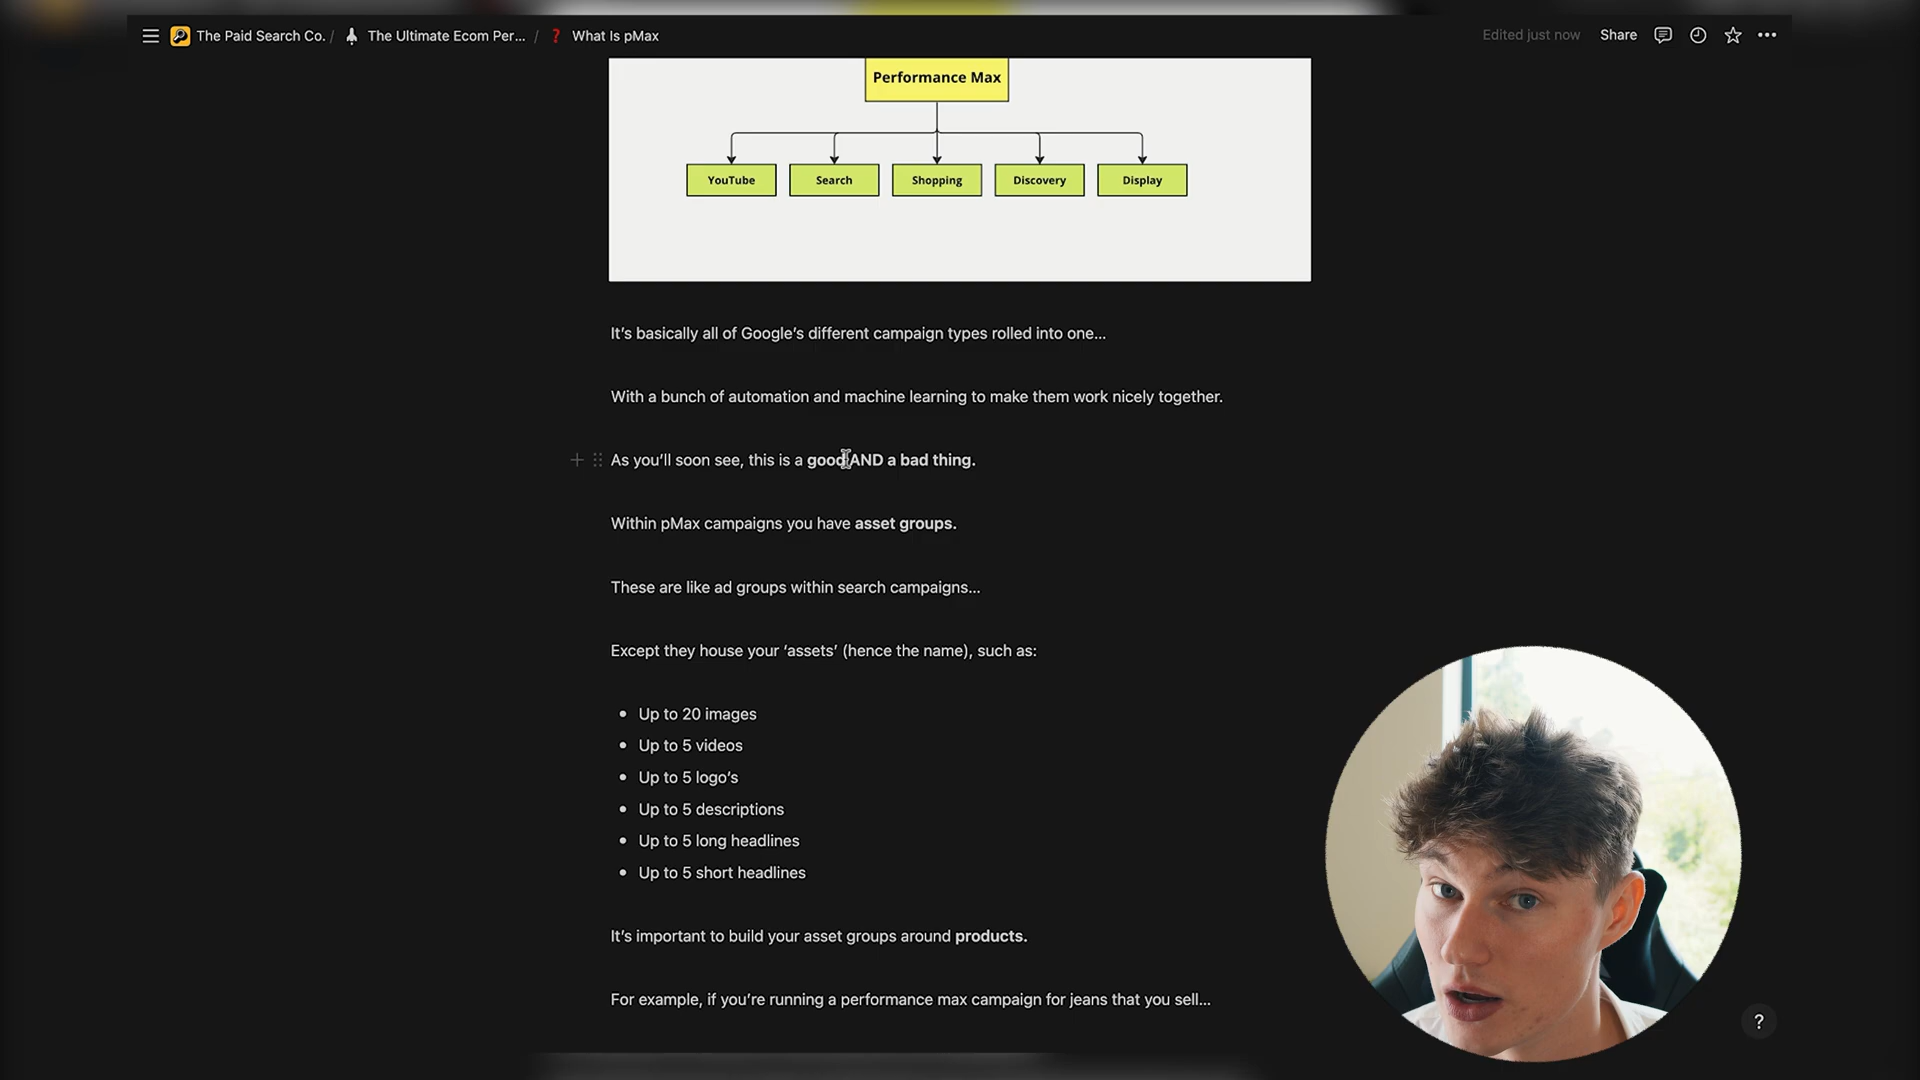 The Paid Search Co. / The Ultimate Ecom Per... / What Is pMax
Edited just now Share
Performance Max
YouTube Search Shopping Discovery Display
It’s basically all of Google’s different campaign types rolled into one...
With a bunch of automation and machine learning to make them work nicely together.
As you’ll soon see, this is a good AND a bad thing.
Within pMax campaigns you have asset groups.
These are like ad groups within search campaigns...
Except they house your ‘assets’ (hence the name), such as:
• Up to 20 images
• Up to 5 videos
• Up to 5 logo’s
• Up to 5 descriptions
• Up to 5 long headlines
• Up to 5 short headlines
It’s important to build your asset groups around products.
For example, if you’re running a performance max campaign for jeans that you sell...
?